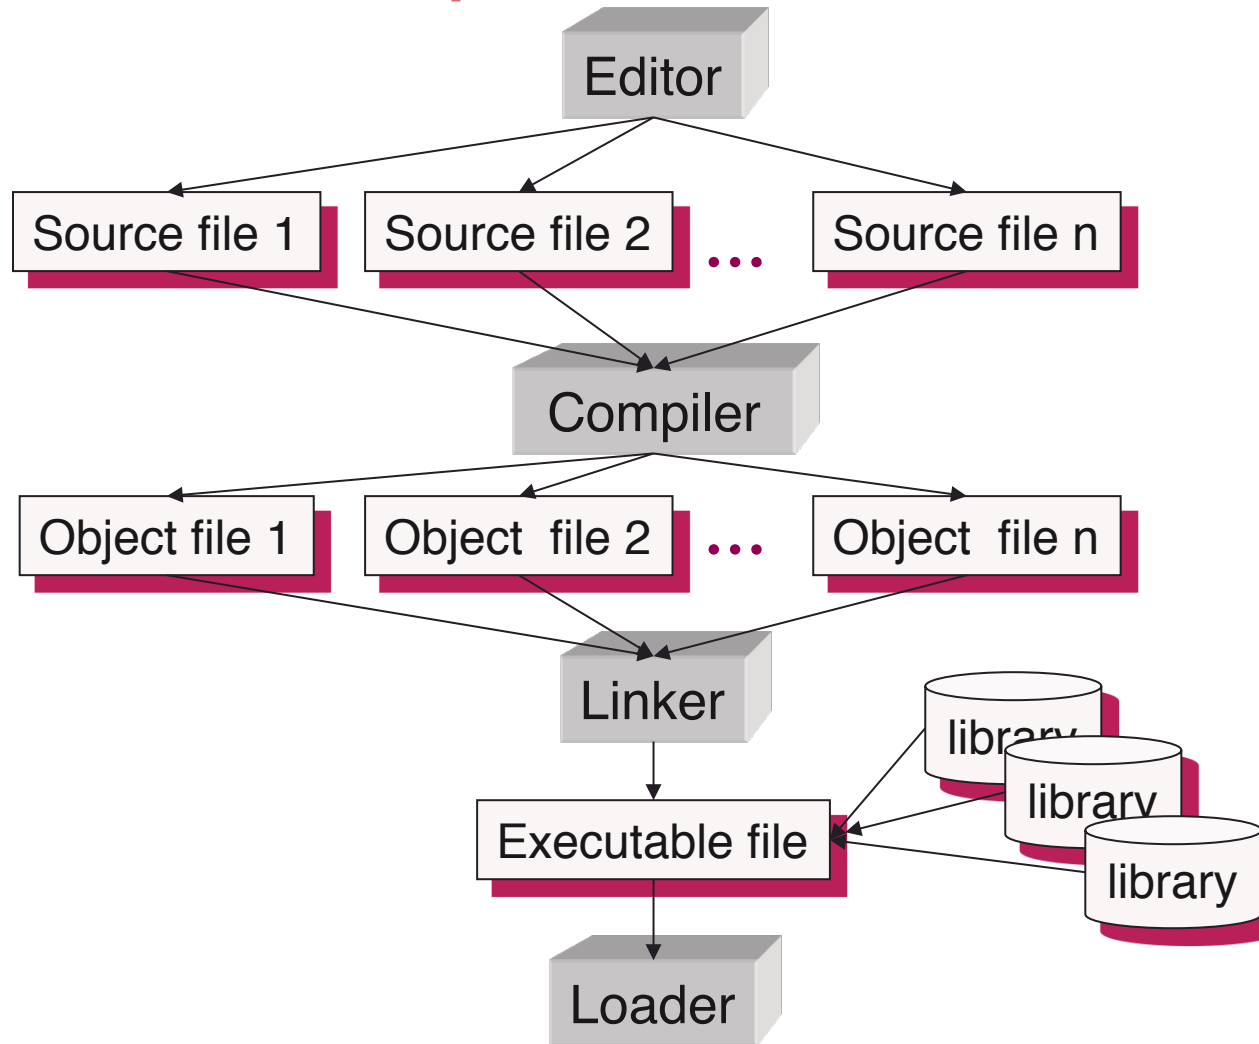 Editor
Source file 1
Source file 2
...
Source file n
Compiler
Object file 1
Object  file 2
...
Object  file n
Linker
library
library
library
Executable file
Loader